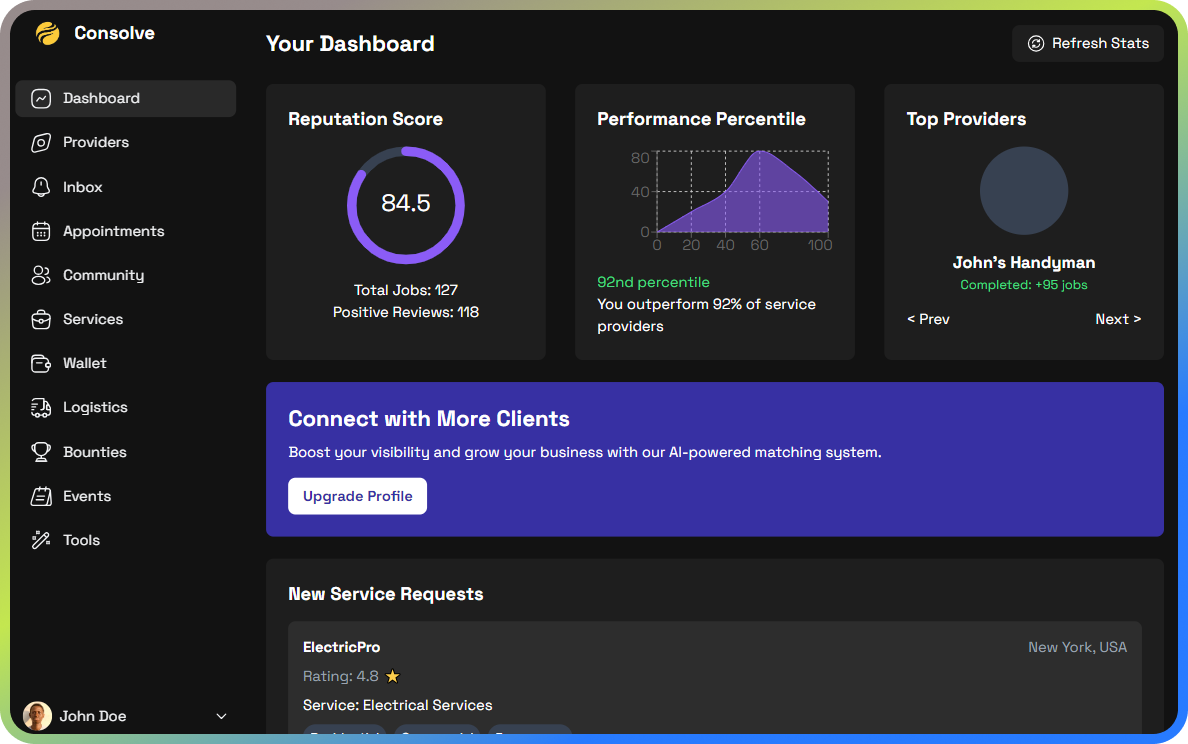 Consolve
Dashboard
Providers
Inbox
Appointments
Community
Services
Wallet
Logistics
Bounties
Events
Tools
John Doe
Your Dashboard
Refresh Stats
Reputation Score
84.5
Total Jobs: 127
Positive Reviews: 118
Performance Percentile
80
40
0
0 20 40 60 100
92nd percentile
You outperform 92% of service
providers
Top Providers
John's Handyman
Completed: +95 jobs
< Prev Next >
Connect with More Clients
Boost your visibility and grow your business with our AI-powered matching system.
Upgrade Profile
New Service Requests
ElectricPro New York, USA
Rating: 4.8 ★
Service: Electrical Services